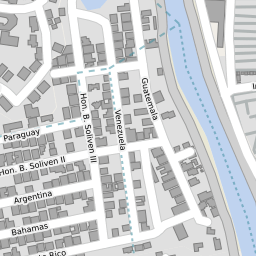 Guatemala
Hon. B. Soliven III
Venezuela
Paraguay
Hon. B. Soliven II
Argentina
Bahamas
Rico